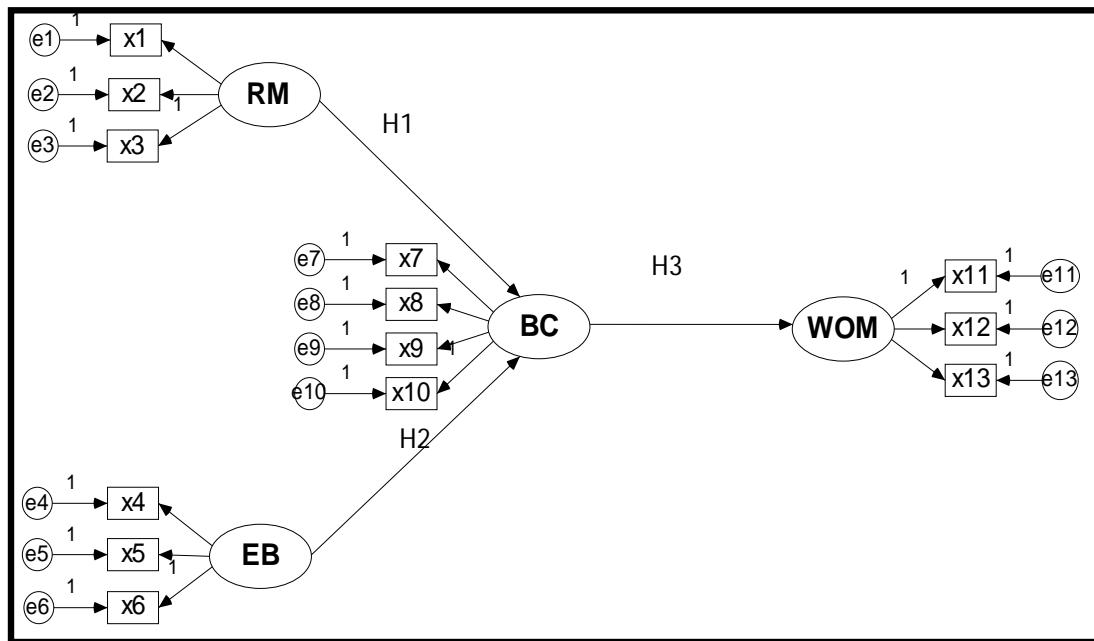 1
e1 x1
1
e2 x2 1 RM
1
e3 x3
H1
1
e7 x7
1
e8 x8
1
e9 x9 1
1
e10 x10
BC
H3
WOM
1 x11 1 e11
x12 1 e12
x13 1 e13
H2
1
e4 x4
1
e5 x5 1 EB
1
e6 x6